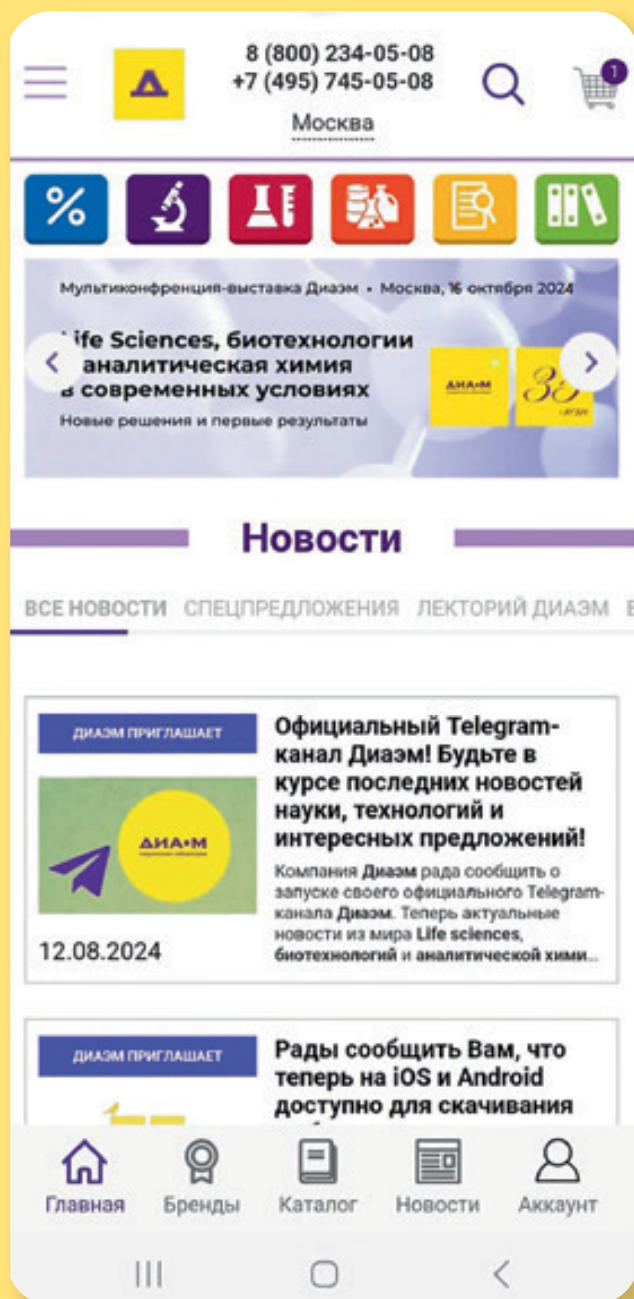 8 (800) 234-05-08
+7 (495) 745-05-08
1
Москва
%
Мультиконфренция-выставка Диаэм • Москва, 16 октября 2024
ife Sciences, биотехнологии
аналитическая химия
в современных условиях
Новые решения и первые результаты
ДИА•М
Новости
ВСЕ НОВОСТИ СПЕЦПРЕДЛОЖЕНИЯ ЛЕКТОРИЙ ДИАЭМ
ДИАЭМ ПРИГЛАШАЕТ
ДИА•М
12.08.2024
Официальный Telegram-
канал Диаэм! Будьте в
курсе последних новостей
науки, технологий и
интересных предложений!
Компания Диаэм рада сообщить о
запуске своего официального Telegram-
канала Диаэм. Теперь актуальные
новости из мира Life sciences,
биотехнологий и аналитической хими...
ДИАЭМ ПРИГЛАШАЕТ
Рады сообщить Вам, что
теперь на iOS и Android
доступно для скачивания
Главная Бренды Каталог Новости Аккаунт